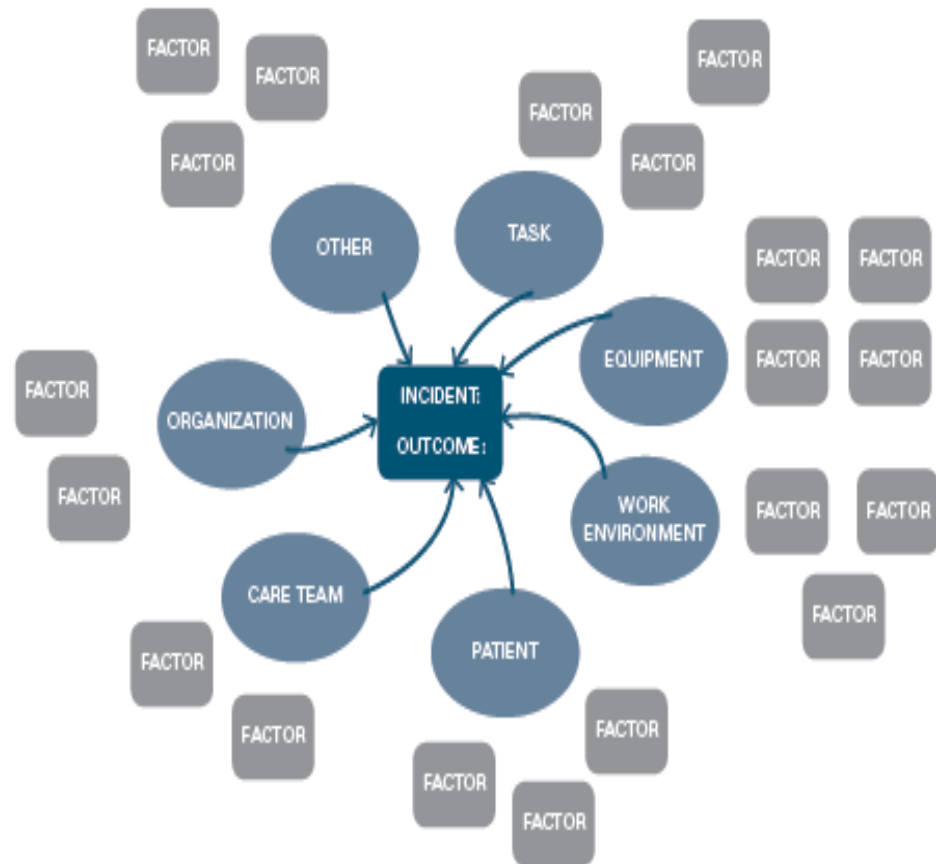 FACTOR
FACTOR
FACTOR
FACTOR
FACTOR
FACTOR
OTHER
TASK
FACTOR
FACTOR
EQUIPMENT
FACTOR
FACTOR
FACTOR
ORGANIZATION
INCIDENT:
OUTCOME:
FACTOR
WORK
ENVIRONMENT
FACTOR
FACTOR
CARE TEAM
PATIENT
FACTOR
FACTOR
FACTOR
FACTOR
FACTOR
FACTOR